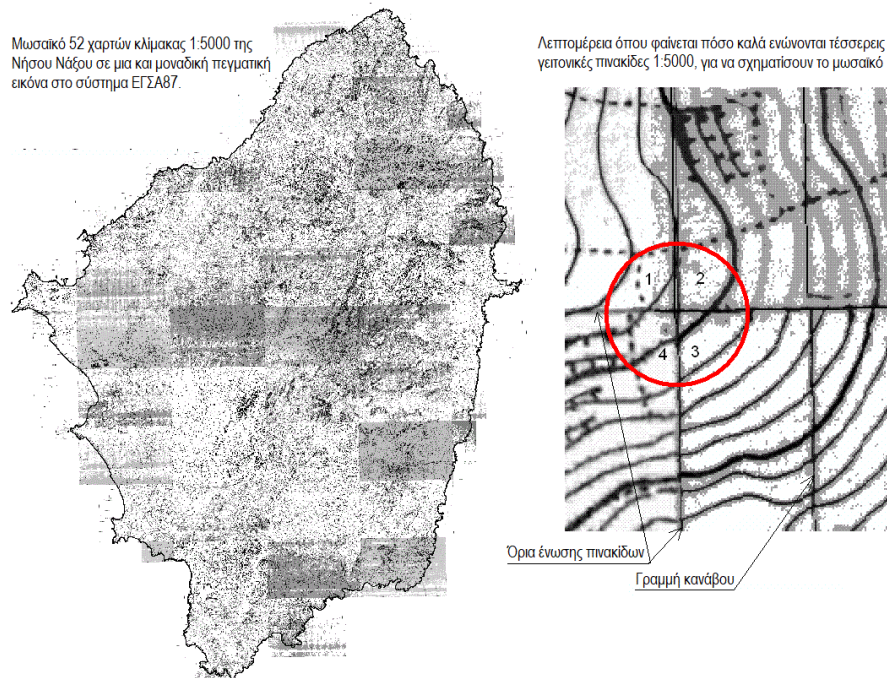 Μωσαϊκό 52 χαρτών κλίμακας 1:5000 της
Νήσου Νάξου σε μια και μοναδική πεγματική
εικόνα στο σύστημα ΕΓΣΑ87.
Λεπτομέρεια όπου φαίνεται πόσο καλά ενώνονται τέσσερεις
γειτονικές πινακίδες 1:5000, για να σχηματίσουν το μωσαϊκό
1
2
4
3
Όρια ένωσης πινακίδων
Γραμμή κανάβου